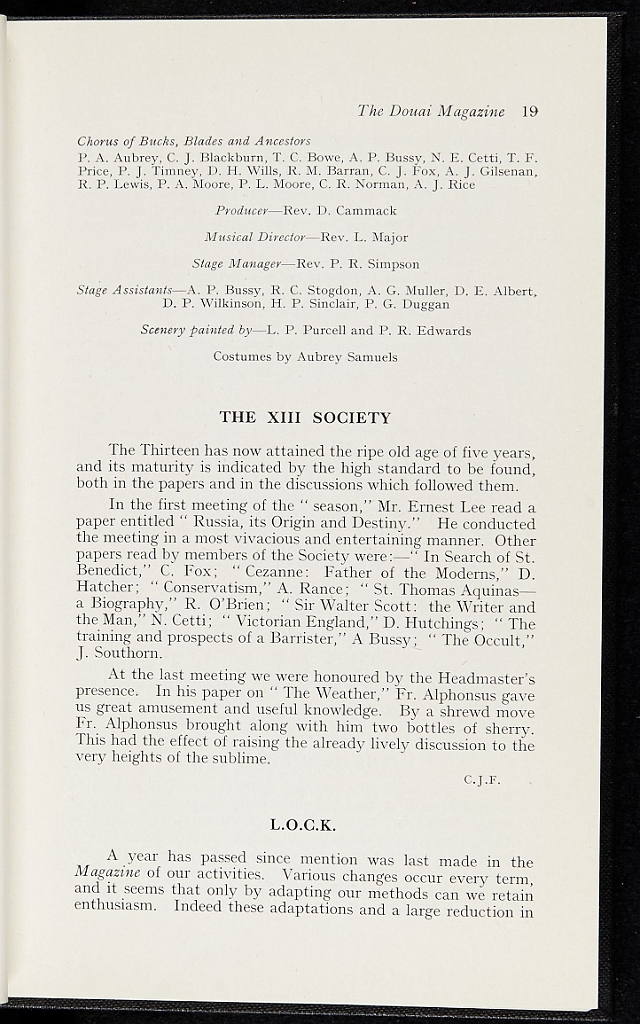 The Douai Magazine 19
Chorus of Bucks, Blades and Ancestors
P. A. Aubrey, C. J. Blackburn, T. C. Bowe, A. P. Bussy, N. E. Cetti, T. F.
Price, P. J. Timney, D. H. Wills, R. M. Barran, C. J. Fox, A. J. Gilsenan,
R. P. Lewis, P. A. Moore, P. L. Moore, C. R. Norman, A. J. Rice
Producer—Rev. D. Cammack
Musical Director—Rev. L. Major
Stage Manager—Rev. P. R. Simpson
Stage Assistants—A. P. Bussy, R. C. Stogdon, A. G. Muller, D. E. Albert,
D. P. Wilkinson, H. P. Sinclair, P. G. Duggan
Scenery painted by—L. P. Purcell and P. R. Edwards
Costumes by Aubrey Samuels
THE XIII SOCIETY
The Thirteen has now attained the ripe old age of five years,
and its maturity is indicated by the high standard to be found,
both in the papers and in the discussions which followed them.
In the first meeting of the " season," Mr. Ernest Lee read a
paper entitled " Russia, its Origin and Destiny." He conducted
the meeting in a most vivacious and entertaining manner. Other
papers read by members of the Society were:—" In Search of St.
Benedict," C. Fox; " Cezanne: Father of the Moderns," D.
Hatcher; " Conservatism," A. Rance; " St. Thomas Aquinas—
a Biography," R. O'Brien; " Sir Walter Scott: the Writer and
the Man," N. Cetti; " Victorian England," D. Hutchings; " The
training and prospects of a Barrister," A Bussy; " The Occult,"
J. Southorn.
At the last meeting we were honoured by the Headmaster's
presence. In his paper on " The Weather," Fr. Alphonsus gave
us great amusement and useful knowledge. By a shrewd move
Fr. Alphonsus brought along with him two bottles of sherry.
This had the effect of raising the already lively discussion to the
very heights of the sublime.
C.J.F.
L.O.C.K.
A year has passed since mention was last made in the
Magazine of our activities. Various changes occur every term,
and it seems that only by adapting our methods can we retain
enthusiasm. Indeed these adaptations and a large reduction in